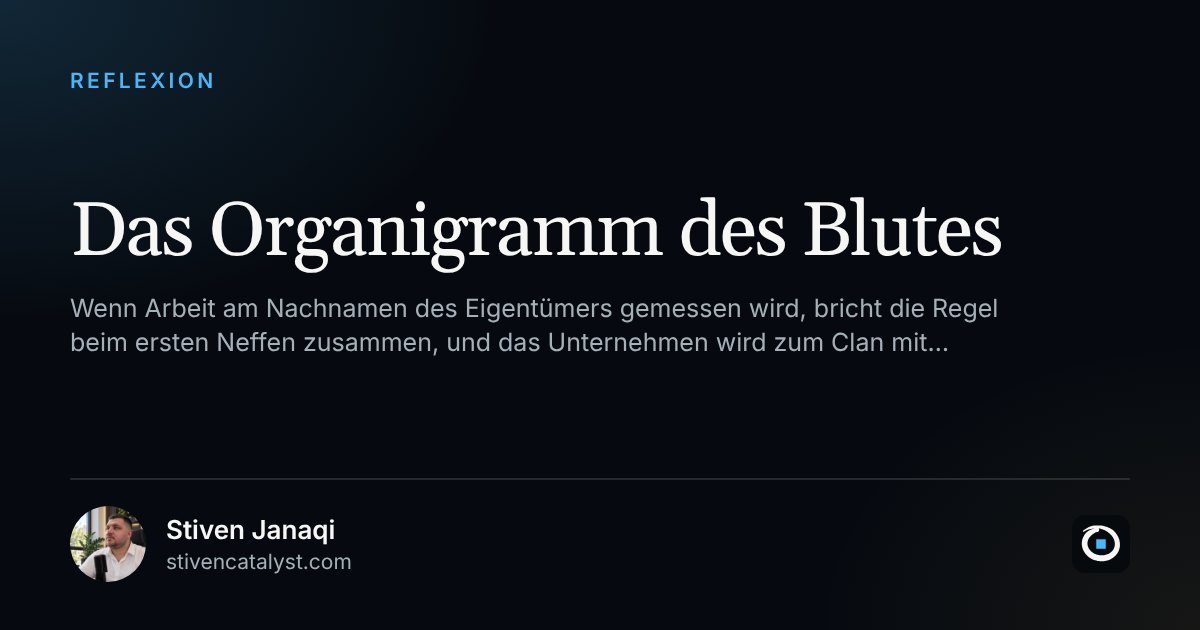 REFLEXION
Das Organigramm des Blutes
Wenn Arbeit am Nachnamen des Eigentümers gemessen wird, bricht die Regel
beim ersten Neffen zusammen, und das Unternehmen wird zum Clan mit...
Stiven Janaqi
stivencatalyst.com